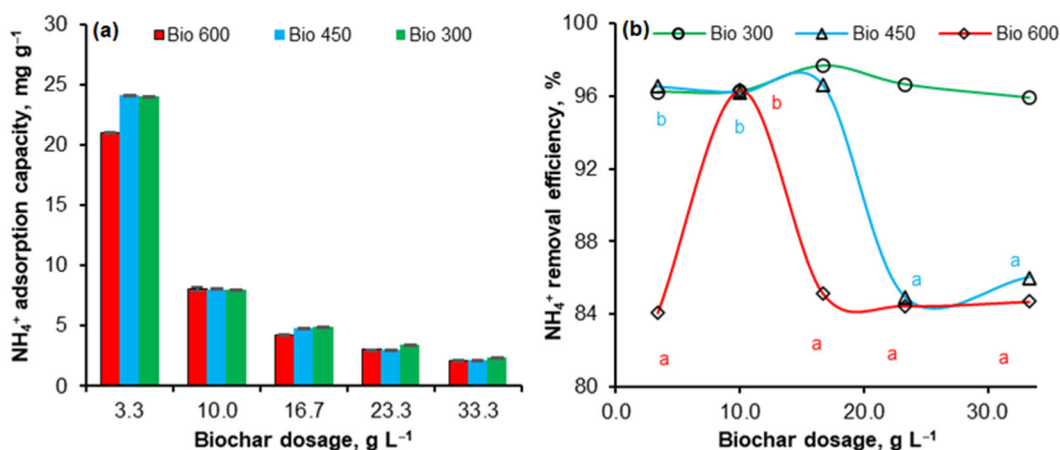 (a) Bio 600 Bio 450 Bio 300
NH₄⁺ adsorption capacity, mg g⁻¹
30
25
20
15
10
5
0
3.3 10.0 16.7 23.3 33.3
Biochar dosage, g L⁻¹
(b) Bio 300 Bio 450 Bio 600
NH₄⁺ removal efficiency, %
100
96
92
88
84
80
b b b
a a
a a a a
0.0 10.0 20.0 30.0
Biochar dosage, g L⁻¹